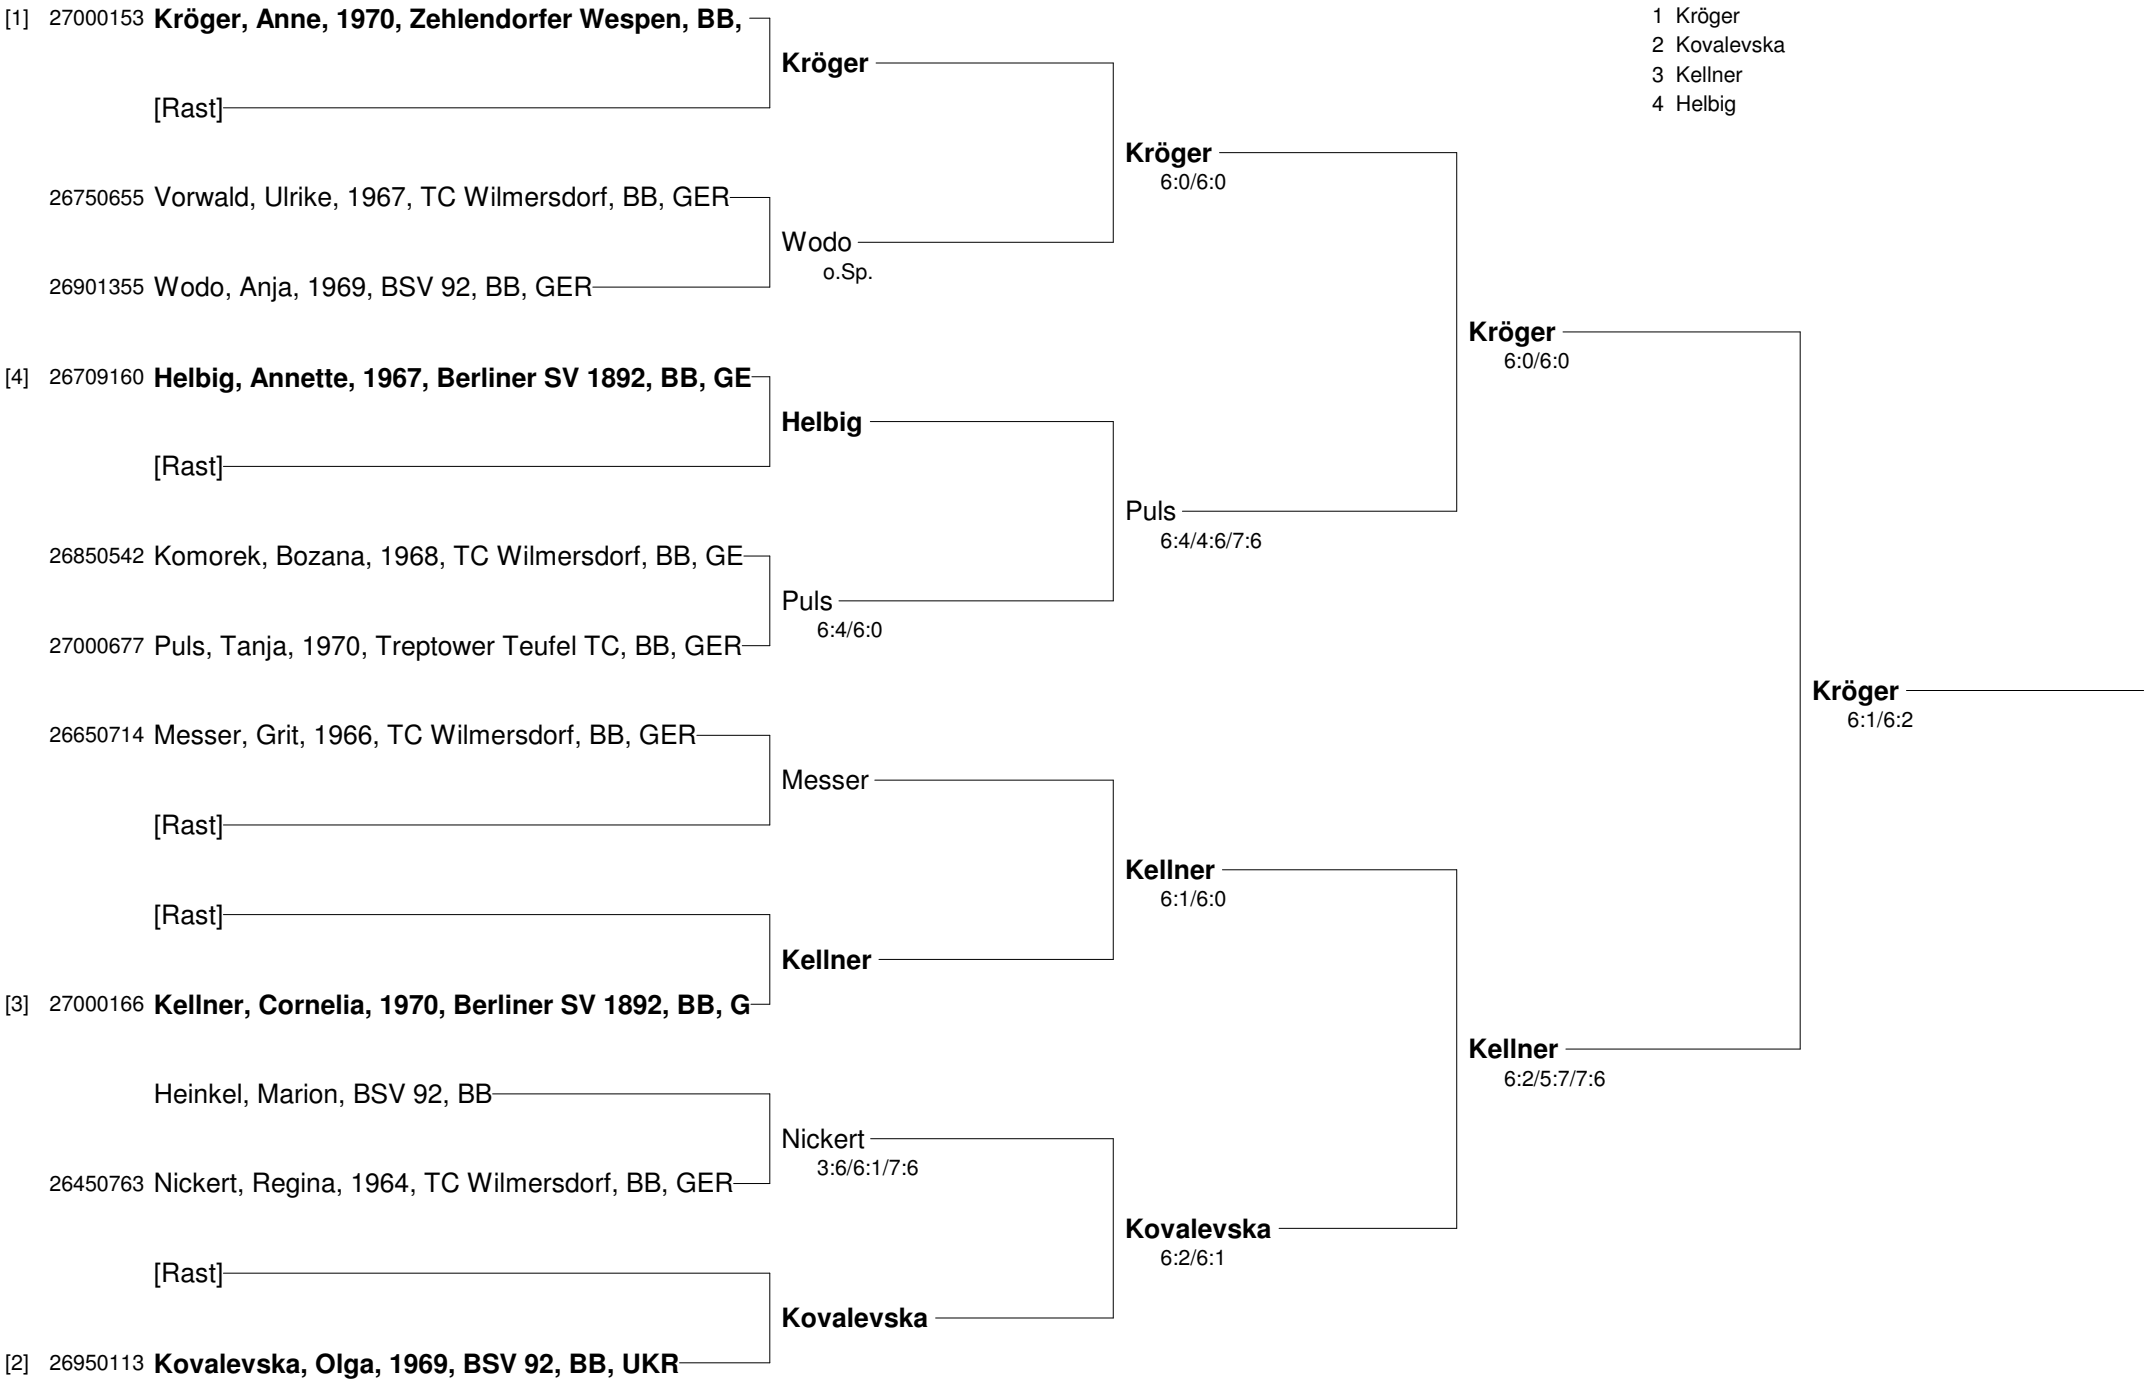 [1] 27000153 Kröger, Anne, 1970, Zehlendorfer Wespen, BB,
1 Kröger
2 Kovalevska
3 Kellner
4 Helbig
Kröger
[Rast]
Kröger
6:0/6:0
26750655 Vorwald, Ulrike, 1967, TC Wilmersdorf, BB, GER
Wodo
o.Sp.
26901355 Wodo, Anja, 1969, BSV 92, BB, GER
Kröger
6:0/6:0
[4] 26709160 Helbig, Annette, 1967, Berliner SV 1892, BB, GE
Helbig
[Rast]
Puls
6:4/4:6/7:6
26850542 Komorek, Bozana, 1968, TC Wilmersdorf, BB, GE
Puls
6:4/6:0
27000677 Puls, Tanja, 1970, Treptower Teufel TC, BB, GER
Kröger
6:1/6:2
26650714 Messer, Grit, 1966, TC Wilmersdorf, BB, GER
Messer
[Rast]
Kellner
6:1/6:0
[Rast]
Kellner
[3] 27000166 Kellner, Cornelia, 1970, Berliner SV 1892, BB, G
Kellner
6:2/5:7/7:6
Heinkel, Marion, BSV 92, BB
Nickert
3:6/6:1/7:6
26450763 Nickert, Regina, 1964, TC Wilmersdorf, BB, GER
Kovalevska
6:2/6:1
[Rast]
Kovalevska
[2] 26950113 Kovalevska, Olga, 1969, BSV 92, BB, UKR